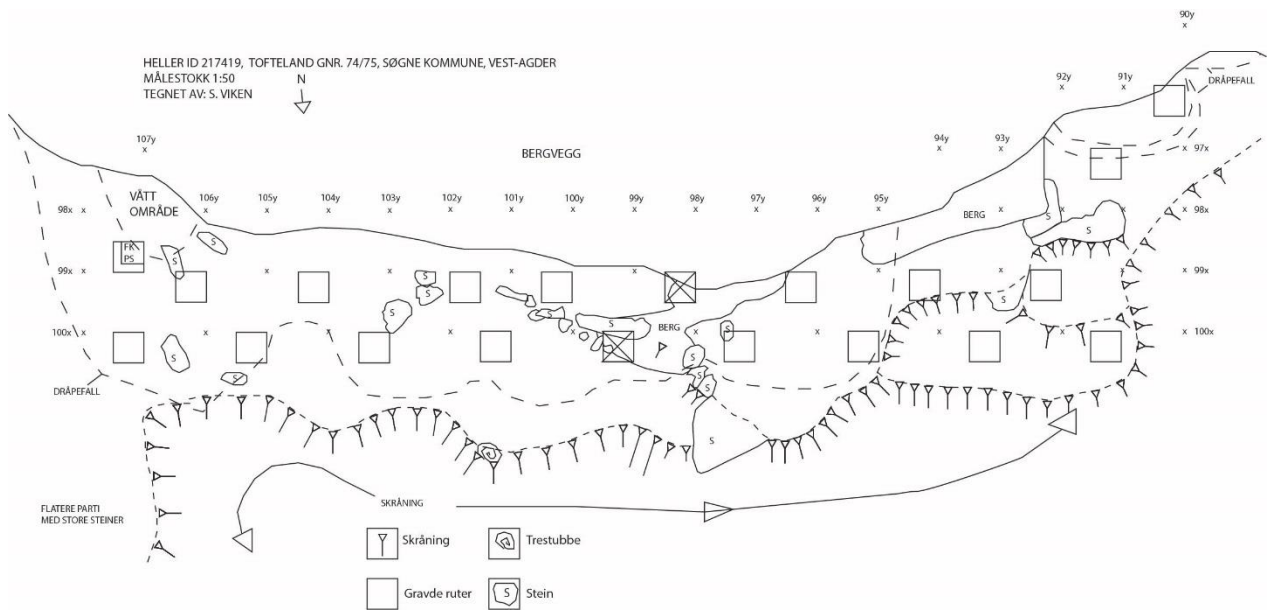 HELLER ID 217419, TOFTELAND GNR. 74/75, SØGNE KOMMUNE, VEST-AGDER
MÅLESTOKK 1:50
TEGNET AV: S. VIKEN
N
90y
92y
91y
DRÅPEFALL
107y
94y
93y
97x
BERGVEGG
VÅTT
OMRÅDE
98x
106y
105y
104y
103y
102y
101y
100y
99y
98y
97y
96y
95y
BERG
S
S
98x
S
FK
PS
S
99x
S
S
S
99x
100x
S
S
S
BERG
S
S
S
100x
DRÅPEFALL
S
S
S
S
FLATERE PARTI
MED STORE STEINER
SKRÅNING
Skråning
Trestubbe
Gravde ruter
S
Stein